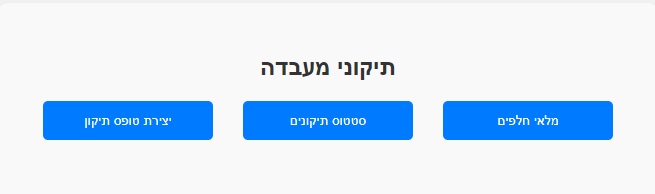 תיקוני מעבדה
מלאי חלפים
סטטוס תיקונים
יצירת טופס תיקון